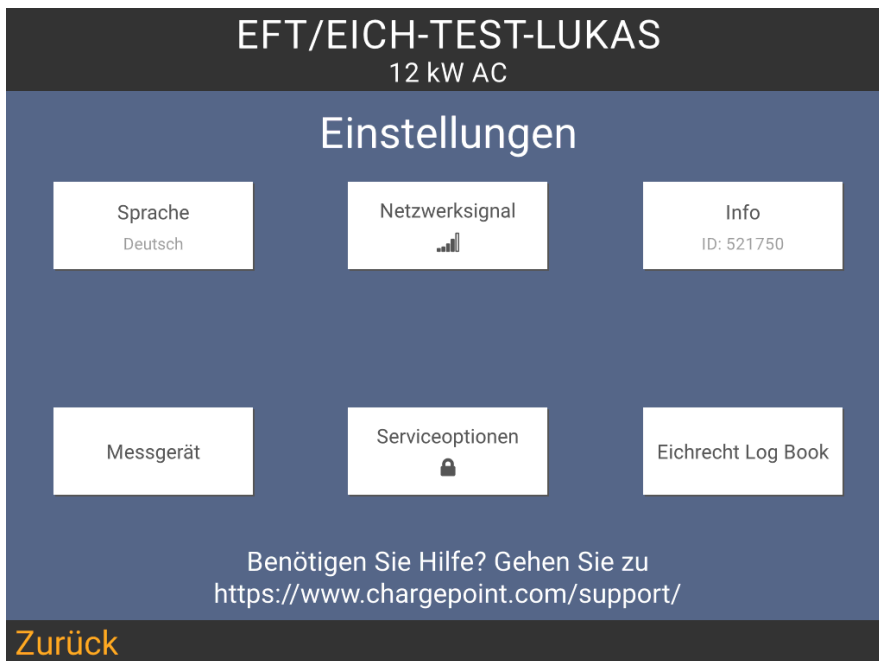 EFT/EICH-TEST-LUKAS
12 kW AC
Einstellungen
Sprache
Deutsch
Netzwerksignal
Info
ID: 521750
Messgerät
Serviceoptionen
Eichrecht Log Book
Benötigen Sie Hilfe? Gehen Sie zu
https://www.chargepoint.com/support/
Zurück